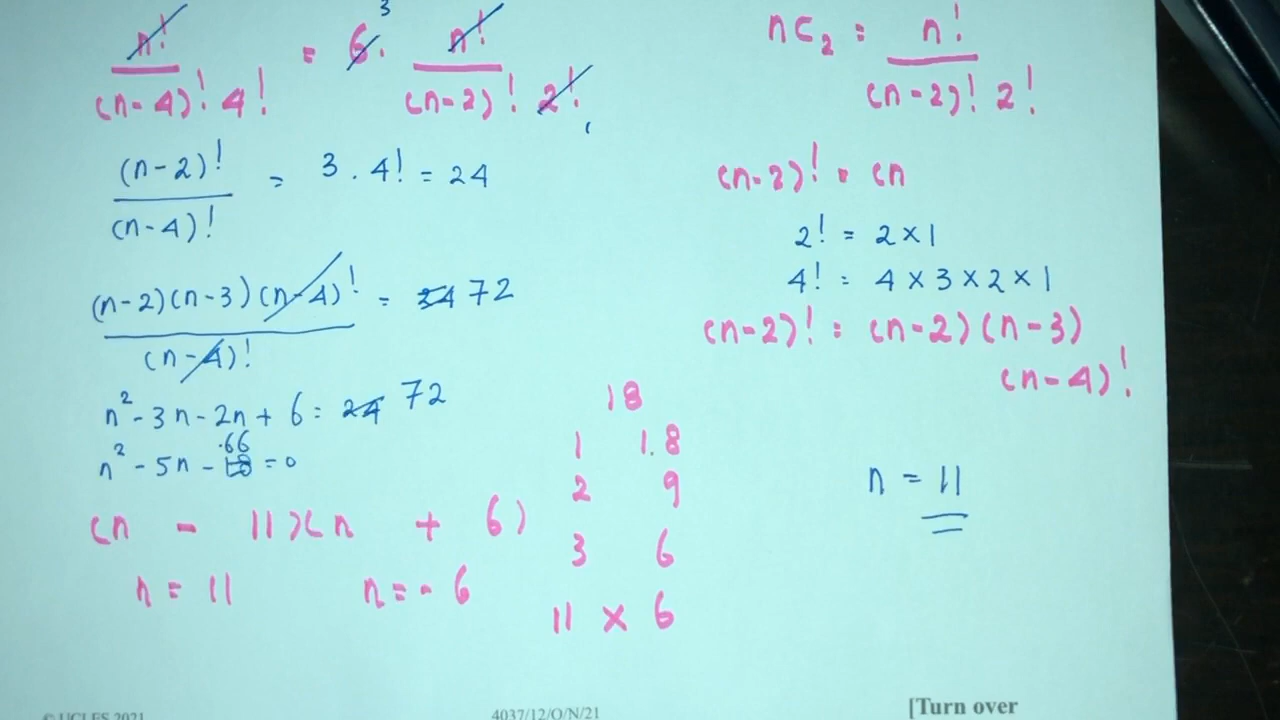 n!/(n-4)! 4! = 6. 3 n!/(n-2)! 2! 1
(n-2)!/(n-4)! = 3 . 4! = 24
(n-2)(n-3)(n-4)!/(n-4)! = 72
n² - 3n - 2n + 6 = 24 72
n² - 5n - 66 = 0
(n - 11)(n + 6)
n = 11 n = - 6
18
1 1.8
2 9
3 6
11 × 6
nC₂ = n!/(n-2)! 2!
(n-2)! = (n
2! = 2×1
4! = 4×3×2×1
(n-2)! = (n-2)(n-3)
(n-4)!
n = 11
© UCLES 2021
4037/12/O/N/21
[Turn over